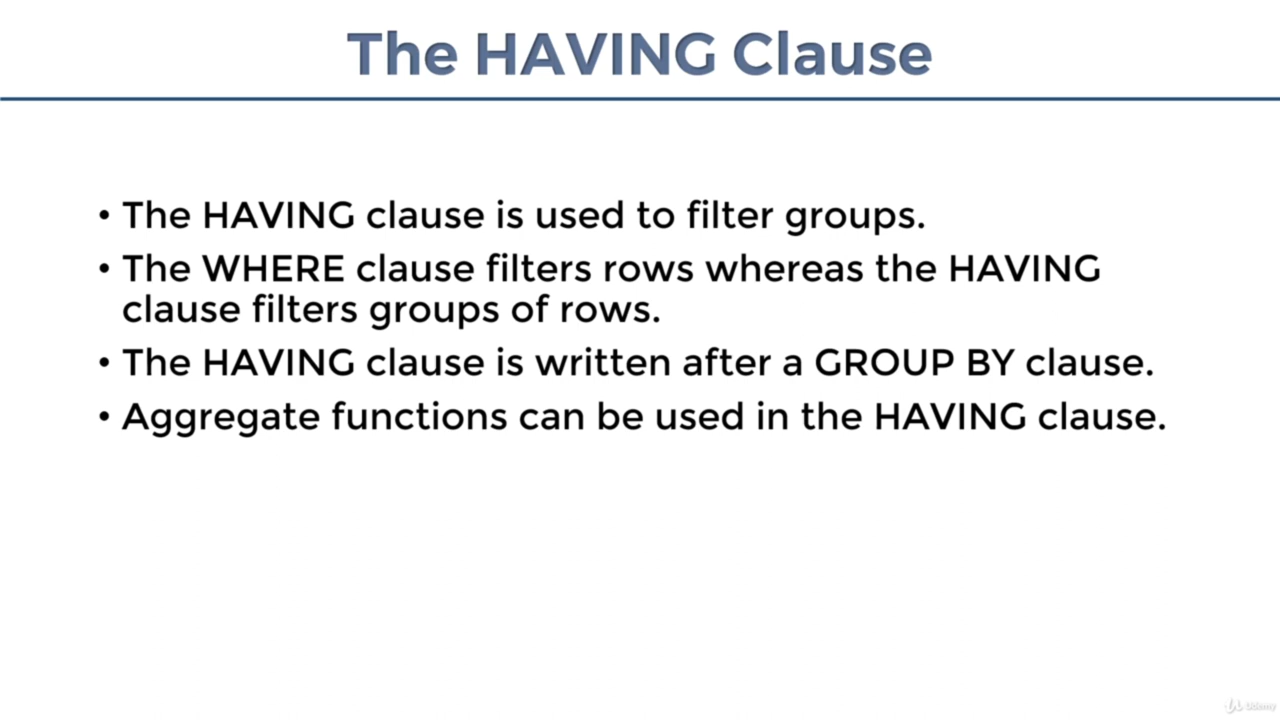 The HAVING Clause
• The HAVING clause is used to filter groups.
• The WHERE clause filters rows whereas the HAVING
clause filters groups of rows.
• The HAVING clause is written after a GROUP BY clause.
• Aggregate functions can be used in the HAVING clause.
Udemy